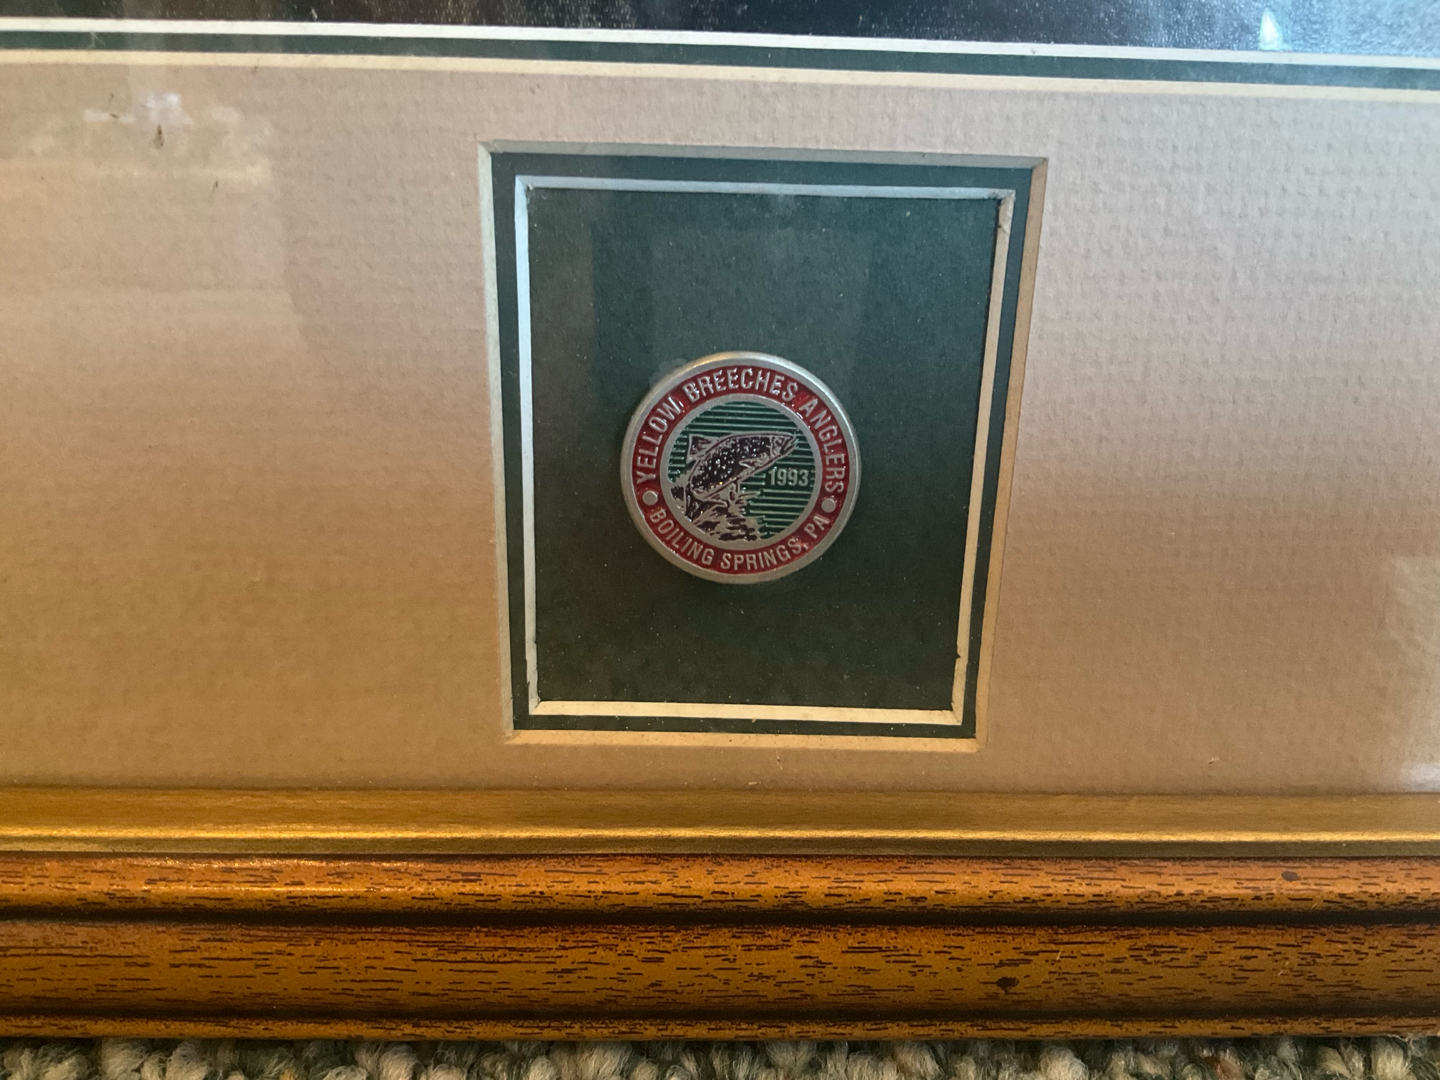 YELLOW BREECHES ANGLERS
1993
BOILING SPRINGS, PA